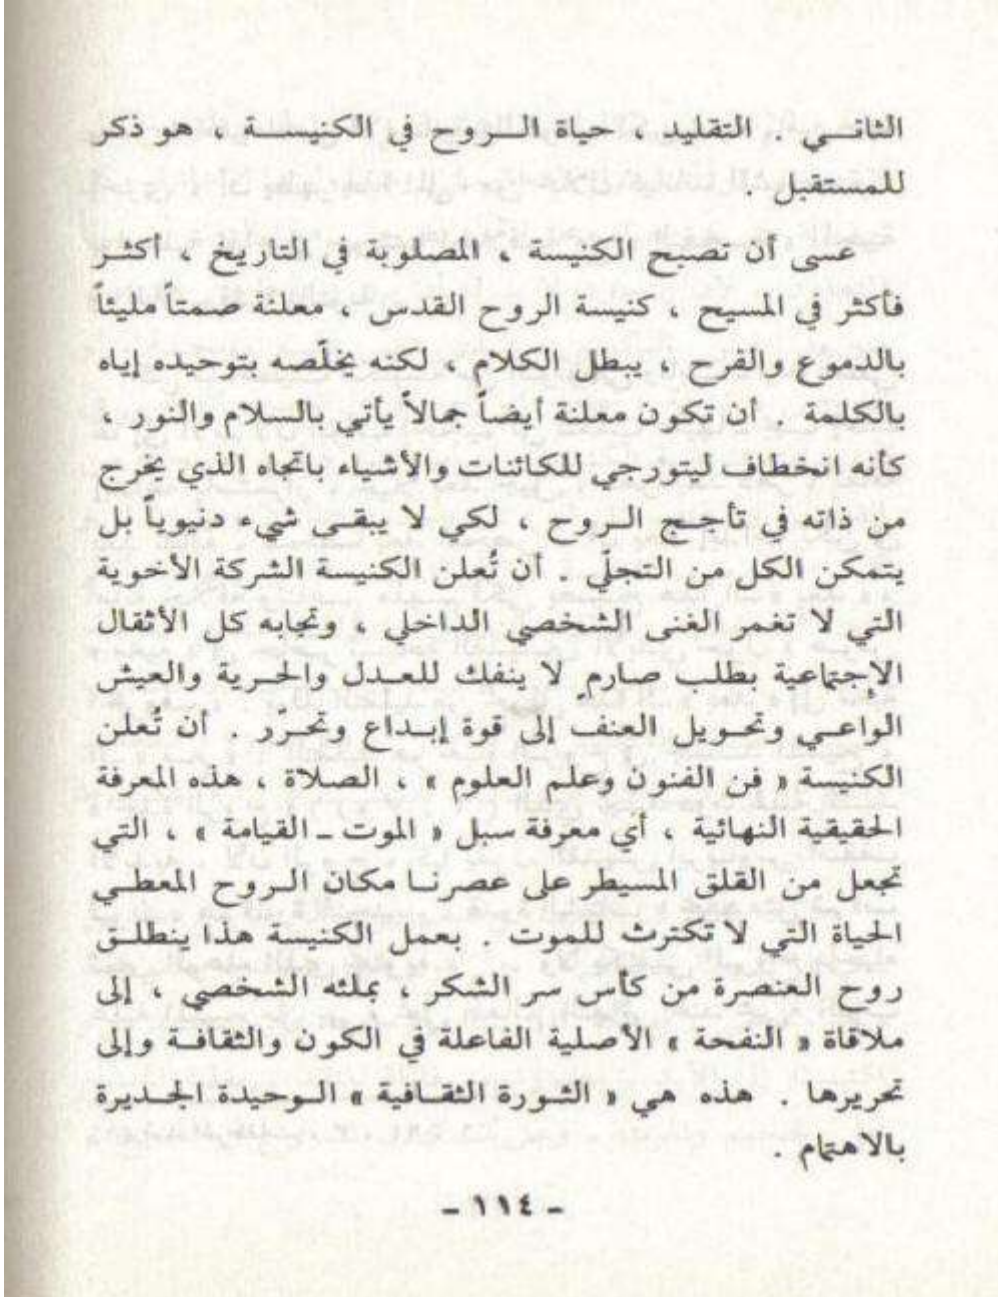 الثاني . التقليد ، حياة الروح في الكنيسة ، هو ذكر
للمستقبل .
عسى أن تصبح الكنيسة ، المصلوبة في التاريخ ، أكثر
فأكثر في المسيح ، كنيسة الروح القدس ، معلنة صمتاً مليئاً
بالدموع والفرح ، يبطل الكلام ، لكنه يخلّصه بتوحيده إياه
بالكلمة . أن تكون معلنة أيضاً جمالاً يأتي بالسلام والنور ،
كأنه انخطاف ليتورجي للكائنات والأشياء باتجاه الذي يخرج
من ذاته في تأجج الروح ، لكي لا يبقى شيء دنيوياً بل
يتمكن الكل من التجلّي . أن تُعلن الكنيسة الشركة الأخوية
التي لا تغمر الغنى الشخصي الداخلي ، وتجابه كل الأثقال
الإجتماعية بطلب صارم لا ينفك للعدل والحرية والعيش
الواعي وتحويل العنف إلى قوة إبداع وتحرّر . أن تُعلن
الكنيسة « فن الفنون وعلم العلوم » ، الصلاة ، هذه المعرفة
الحقيقية النهائية ، أي معرفة سبل « الموت ـ القيامة » ، التي
تجعل من القلق المسيطر على عصرنا مكان الروح المعطي
الحياة التي لا تكترث للموت . بعمل الكنيسة هذا ينطلق
روح العنصرة من كأس سر الشكر ، بملئه الشخصي ، إلى
ملاقاة « النفحة » الأصلية الفاعلة في الكون والثقافة وإلى
تحريرها . هذه هي « الثورة الثقافية » الوحيدة الجديرة
بالاهتمام .
ـ ١١٤ ـ